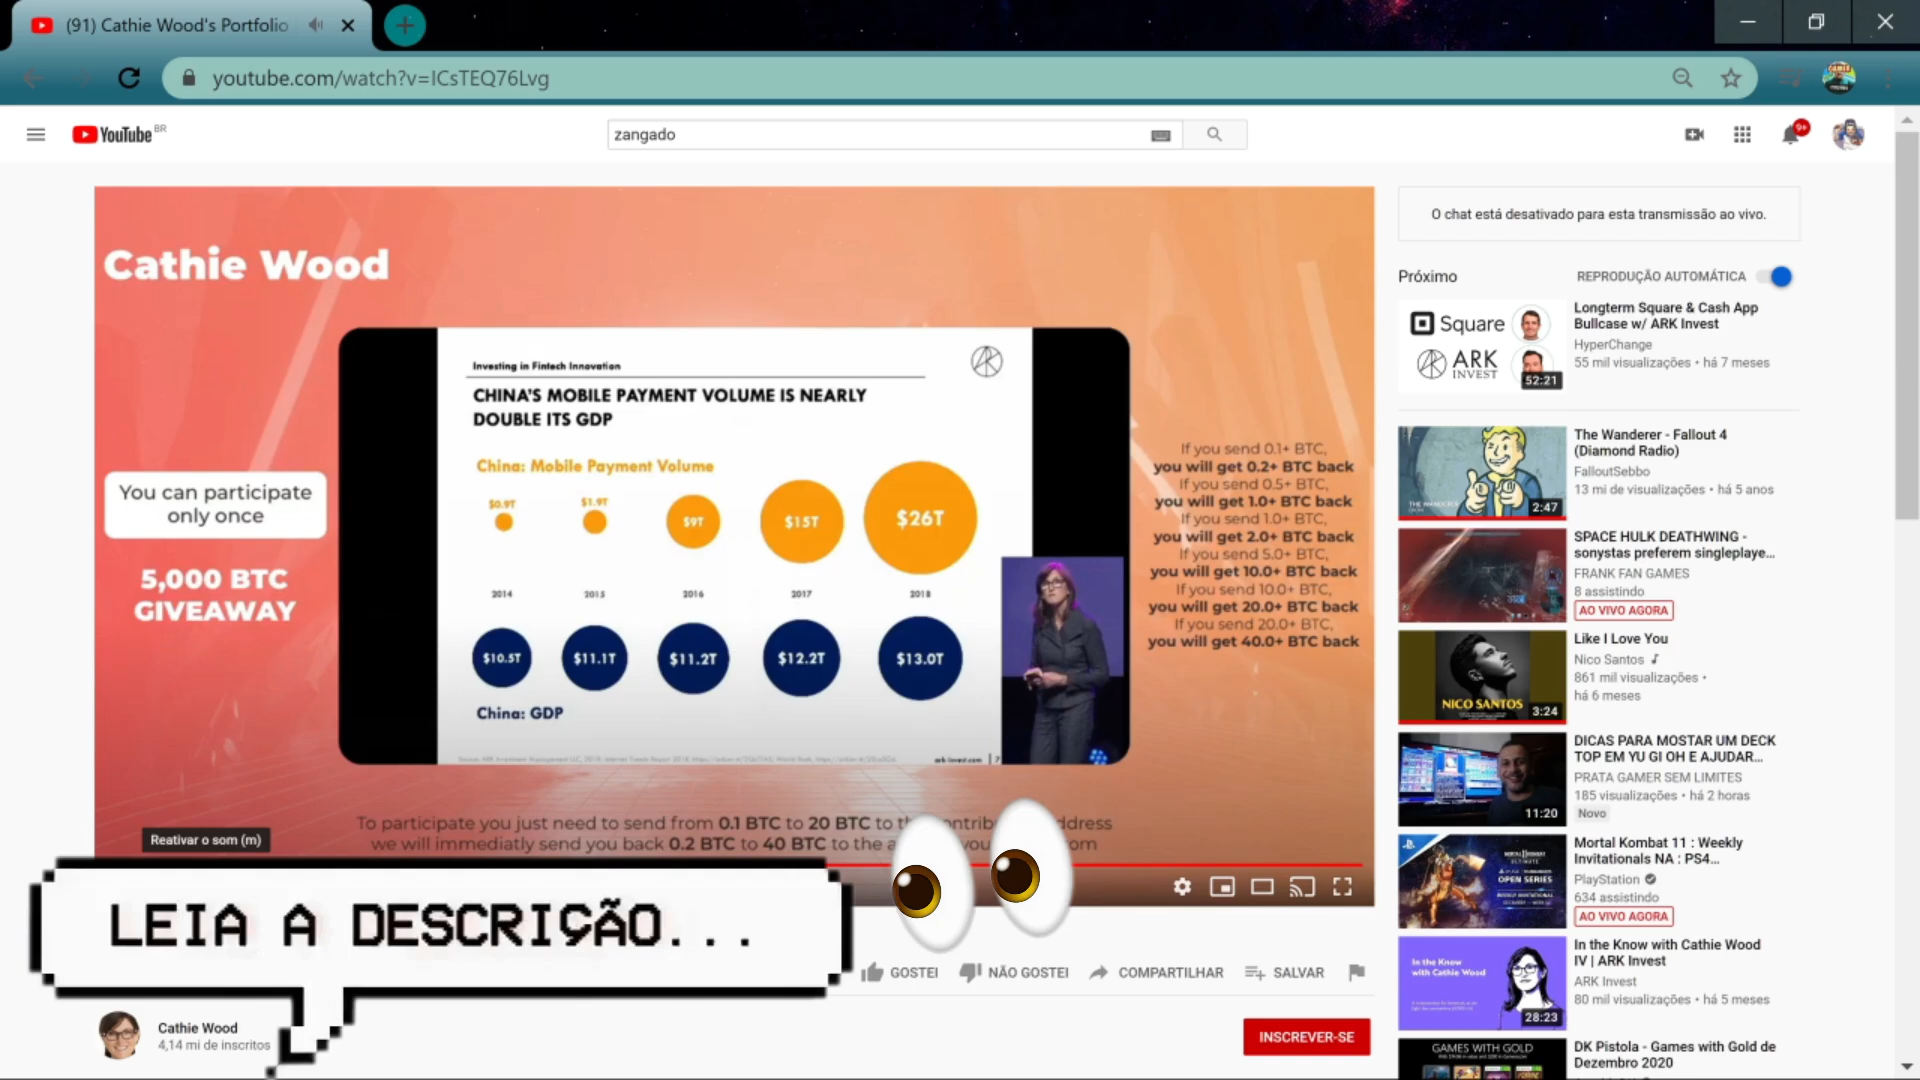 (91) Cathie Wood's Portfolio
youtube.com/watch?v=ICsTEQ76Lvg
YouTube BR
zangado
9+
Cathie Wood
You can participate
only once
5,000 BTC
GIVEAWAY
Investing in Fintech Innovation
CHINA'S MOBILE PAYMENT VOLUME IS NEARLY
DOUBLE ITS GDP
China: Mobile Payment Volume
$0.9T
$1.9T
$9T
$15T
$26T
2014
2015
2016
2017
2018
$10.5T
$11.1T
$11.2T
$12.2T
$13.0T
China: GDP
ark-invest.com | 7
If you send 0.1+ BTC,
you will get 0.2+ BTC back
If you send 0.5+ BTC,
you will get 1.0+ BTC back
If you send 1.0+ BTC,
you will get 2.0+ BTC back
If you send 5.0+ BTC,
you will get 10.0+ BTC back
If you send 10.0+ BTC,
you will get 20.0+ BTC back
If you send 20.0+ BTC,
you will get 40.0+ BTC back
To participate you just need to send from 0.1 BTC to 20 BTC to
we will immediatly send you back 0.2 BTC to 40 BTC to the
Reativar o som (m)
LEIA A DESCRIÇÃO...
GOSTEI
NÃO GOSTEI
COMPARTILHAR
SALVAR
Cathie Wood
4,14 mi de inscritos
INSCREVER-SE
O chat está desativado para esta transmissão ao vivo.
Próximo
REPRODUÇÃO AUTOMÁTICA
Square
ARK
INVEST
52:21
Longterm Square & Cash App
Bullcase w/ ARK Invest
HyperChange
55 mil visualizações • há 7 meses
THE WANDERER
2:47
The Wanderer - Fallout 4
(Diamond Radio)
FalloutSebbo
13 mi de visualizações • há 5 anos
SPACE HULK DEATHWING -
sonystas preferem singleplaye...
FRANK FAN GAMES
8 assistindo
AO VIVO AGORA
NICO SANTOS
3:24
Like I Love You
Nico Santos
861 mil visualizações •
há 6 meses
11:20
DICAS PARA MOSTAR UM DECK
TOP EM YU GI OH E AJUDAR...
PRATA GAMER SEM LIMITES
185 visualizações • há 2 horas
Novo
OPEN SERIES
Mortal Kombat 11 : Weekly
Invitationals NA : PS4...
PlayStation
634 assistindo
AO VIVO AGORA
In the Know
with Cathie Wood
28:23
In the Know with Cathie Wood
IV | ARK Invest
ARK Invest
80 mil visualizações • há 5 meses
GAMES WITH GOLD
DK Pistola - Games with Gold de
Dezembro 2020